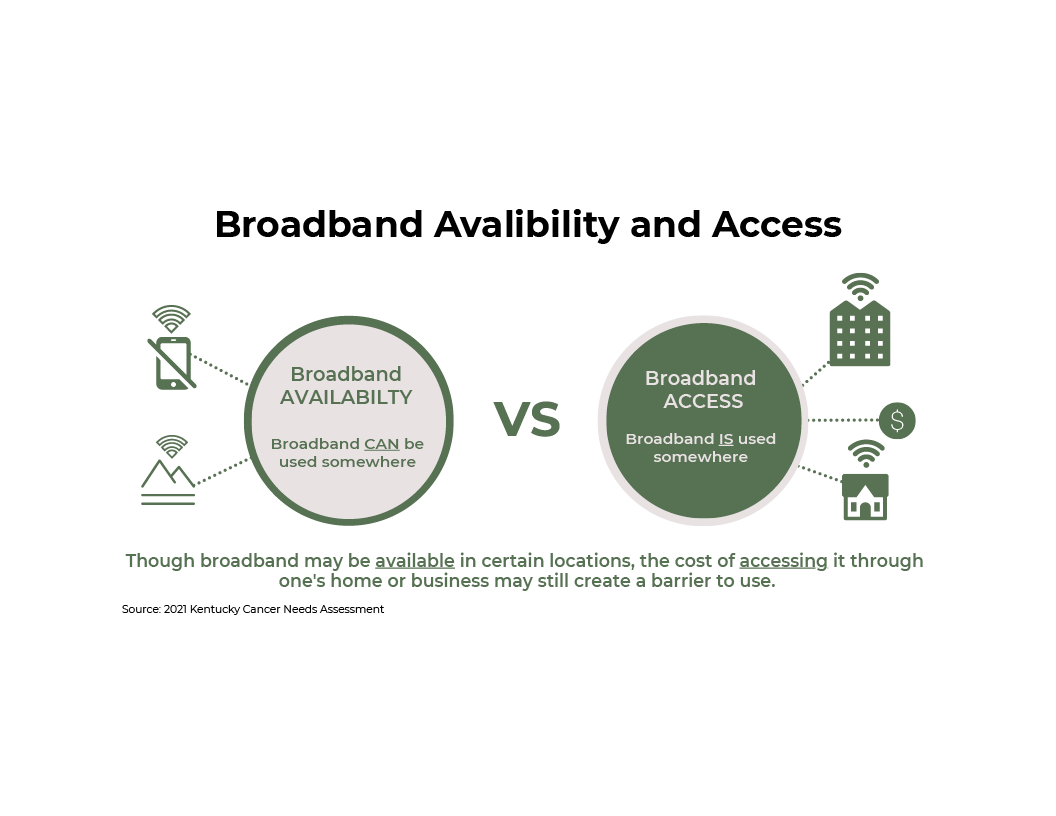 Broadband Avalibility and Access
Broadband
AVAILABILTY
Broadband CAN be
used somewhere
VS
Broadband
ACCESS
Broadband IS used
somewhere
$
Though broadband may be available in certain locations, the cost of accessing it through
one's home or business may still create a barrier to use.
Source: 2021 Kentucky Cancer Needs Assessment